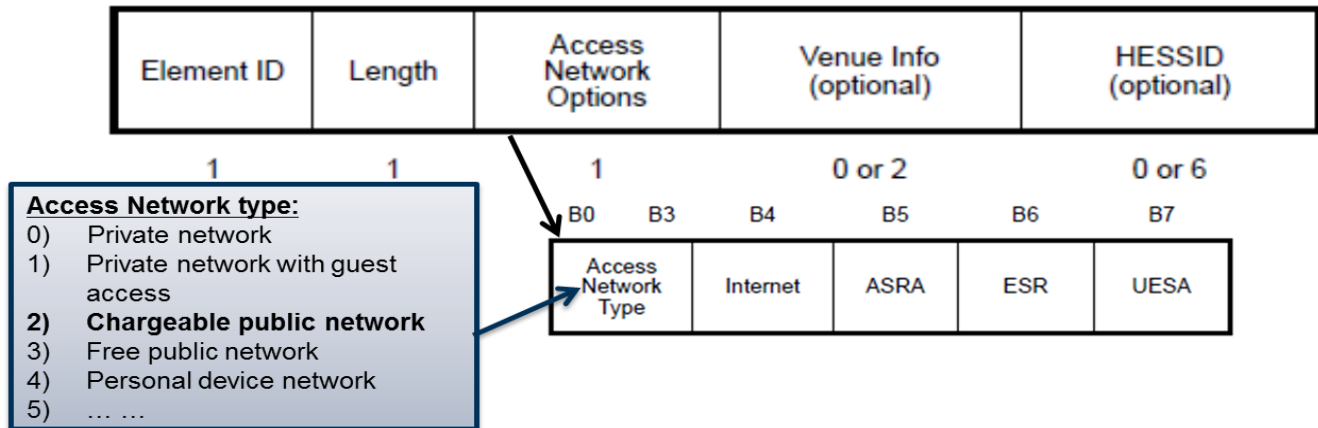 Element ID
Length
Access
Network
Options
Venue Info
(optional)
HESSID
(optional)
1
1
1
0 or 2
0 or 6
Access Network type:
0) Private network
1) Private network with guest
access
2) Chargeable public network
3) Free public network
4) Personal device network
5) … …
B0
B3
B4
B5
B6
B7
Access
Network
Type
Internet
ASRA
ESR
UESA